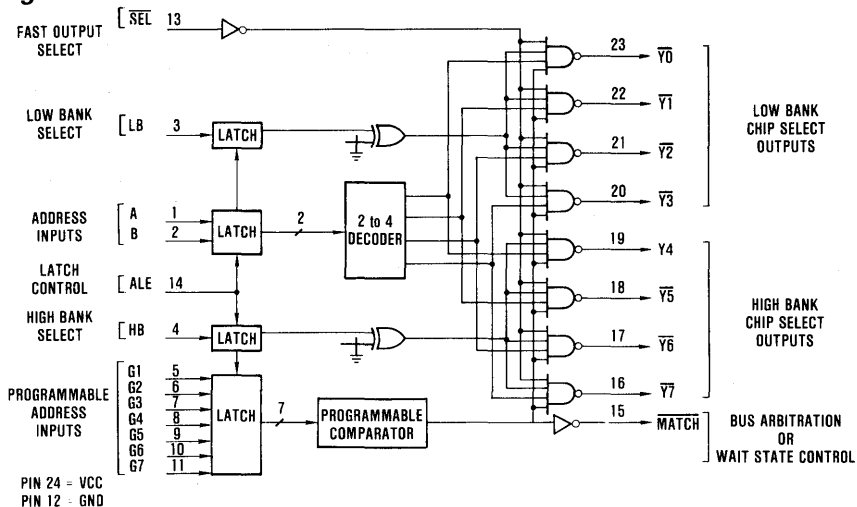 g
FAST OUTPUT
SELECT
SEL 13
LOW BANK
SELECT
LB 3
LATCH
ADDRESS
INPUTS
A 1
B 2
LATCH
2
2 to 4
DECODER
LATCH
CONTROL
ALE 14
HIGH BANK
SELECT
HB 4
LATCH
PROGRAMMABLE
ADDRESS
INPUTS
G1 5
G2 6
G3 7
G4 8
G5 9
G6 10
G7 11
LATCH
7
PROGRAMMABLE
COMPARATOR
PIN 24 = VCC
PIN 12 = GND
23 Y0
22 Y1
21 Y2
20 Y3
LOW BANK
CHIP SELECT
OUTPUTS
19 Y4
18 Y5
17 Y6
16 Y7
HIGH BANK
CHIP SELECT
OUTPUTS
15 MATCH
BUS ARBITRATION
OR
WAIT STATE CONTROL